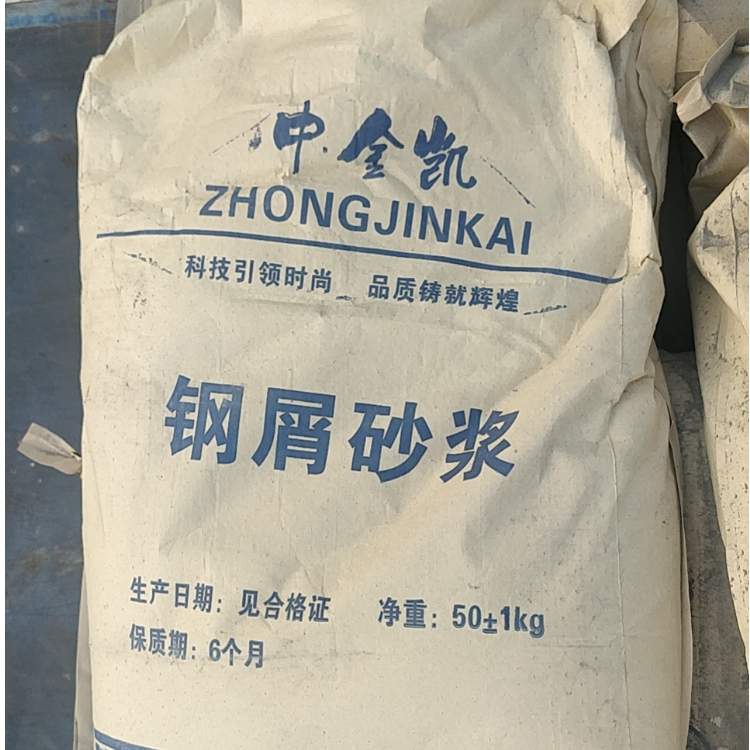 中金凯
ZHONGJINKAI
科技引领时尚 品质铸就辉煌
钢屑砂浆
生产日期：见合格证 净重：50±1kg
保质期：6个月